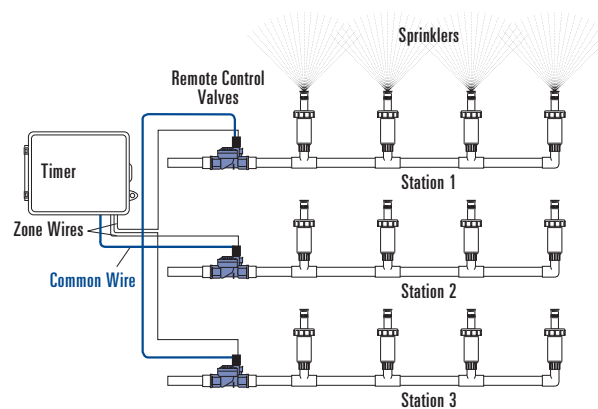 Sprinklers
Remote Control
Valves
Timer
Station 1
Zone Wires
Common Wire
Station 2
Station 3